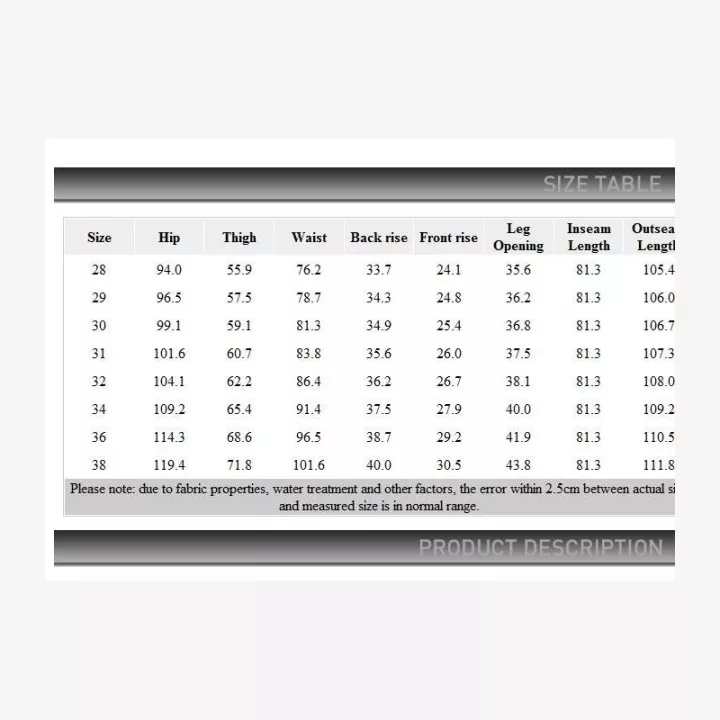 SIZE TABLE
Size Hip Thigh Waist Back rise Front rise Leg Opening Inseam Length Outsea Lengtl
28 94.0 55.9 76.2 33.7 24.1 35.6 81.3 105.4
29 96.5 57.5 78.7 34.3 24.8 36.2 81.3 106.0
30 99.1 59.1 81.3 34.9 25.4 36.8 81.3 106.7
31 101.6 60.7 83.8 35.6 26.0 37.5 81.3 107.3
32 104.1 62.2 86.4 36.2 26.7 38.1 81.3 108.0
34 109.2 65.4 91.4 37.5 27.9 40.0 81.3 109.2
36 114.3 68.6 96.5 38.7 29.2 41.9 81.3 110.5
38 119.4 71.8 101.6 40.0 30.5 43.8 81.3 111.8
Please note: due to fabric properties, water treatment and other factors, the error within 2.5cm between actual si
and measured size is in normal range.
PRODUCT DESCRIPTION